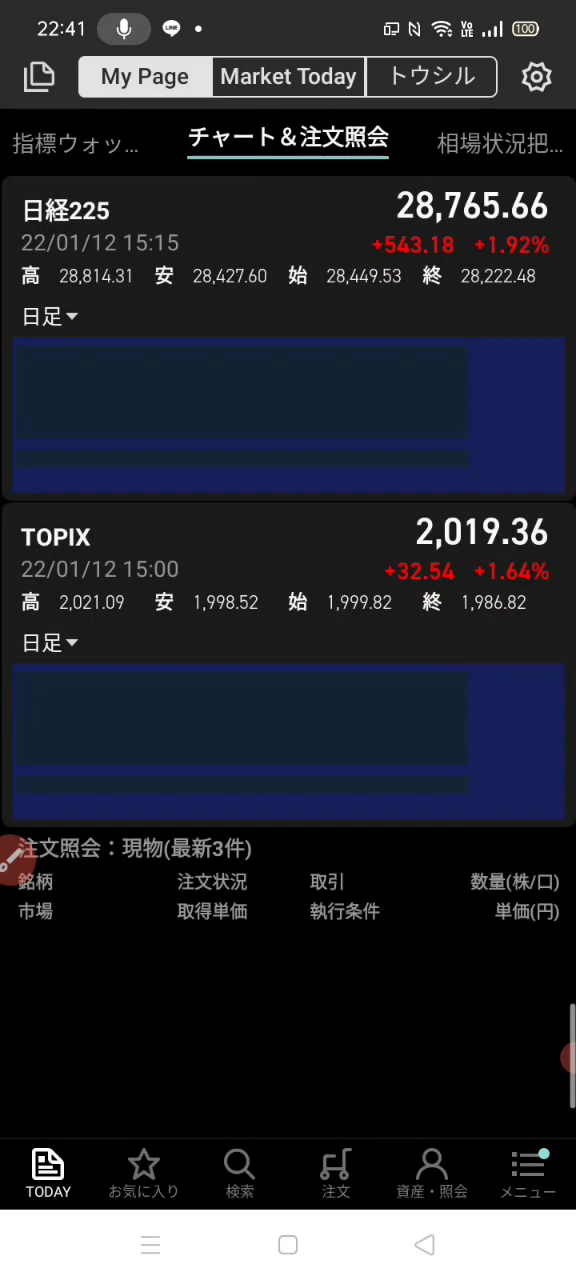 22:41 LINE VO LTE 100
My Page Market Today トウシル
指標ウォッ... チャート＆注文照会 相場状況把...
日経225 28,765.66
22/01/12 15:15 +543.18 +1.92%
高 28,814.31 安 28,427.60 始 28,449.53 終 28,222.48
日足
TOPIX 2,019.36
22/01/12 15:00 +32.54 +1.64%
高 2,021.09 安 1,998.52 始 1,999.82 終 1,986.82
日足
注文照会：現物(最新3件)
銘柄 注文状況 取引 数量(株/口)
市場 取得単価 執行条件 単価(円)
TODAY お気に入り 検索 注文 資産・照会 メニュー